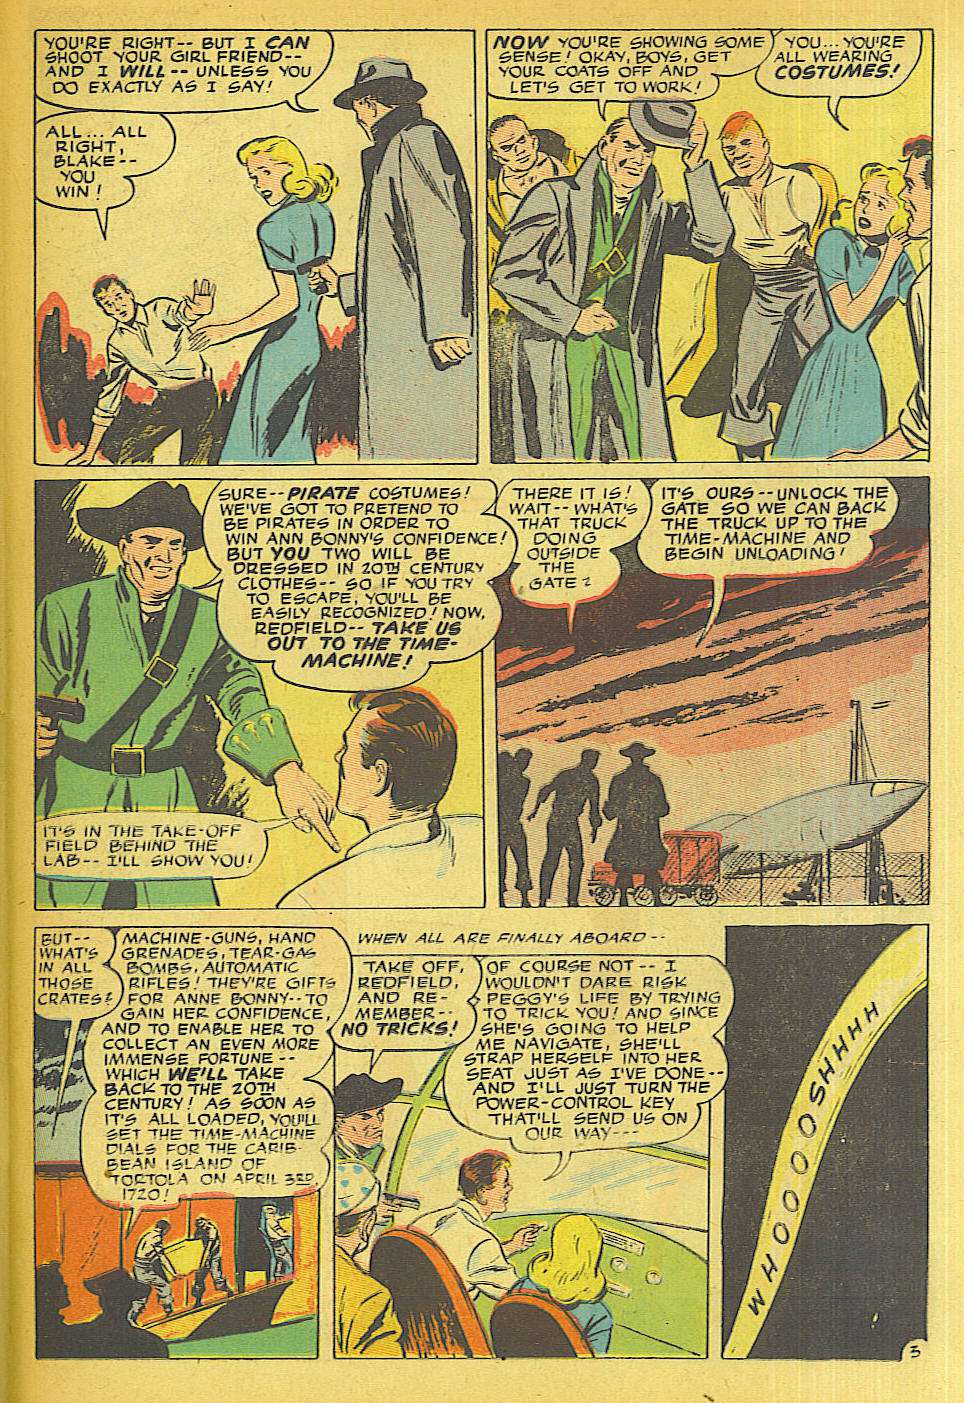 YOU'RE RIGHT-- BUT I CAN
SHOOT YOUR GIRL FRIEND--
AND I WILL-- UNLESS YOU
DO EXACTLY AS I SAY!
ALL... ALL
RIGHT,
BLAKE--
YOU
WIN!
NOW YOU'RE SHOWING SOME
SENSE! OKAY, BOYS, GET
YOUR COATS OFF AND
LET'S GET TO WORK!
YOU... YOU'RE
ALL WEARING
COSTUMES!
SURE-- PIRATE COSTUMES!
WE'VE GOT TO PRETEND TO
BE PIRATES IN ORDER TO
WIN ANN BONNY'S CONFIDENCE!
BUT YOU TWO WILL BE
DRESSED IN 20TH CENTURY
CLOTHES-- SO IF YOU TRY
TO ESCAPE, YOU'LL BE
EASILY RECOGNIZED! NOW,
REDFIELD-- TAKE US
OUT TO THE TIME-
MACHINE!
IT'S IN THE TAKE-OFF
FIELD BEHIND THE
LAB-- I'LL SHOW YOU!
THERE IT IS!
WAIT-- WHAT'S
THAT TRUCK
DOING
OUTSIDE
THE
GATE?
IT'S OURS--UNLOCK THE
GATE SO WE CAN BACK
THE TRUCK UP TO THE
TIME-MACHINE AND
BEGIN UNLOADING!
BUT--
WHAT'S
IN ALL
THOSE
CRATES?
MACHINE-GUNS, HAND
GRENADES, TEAR-GAS
BOMBS, AUTOMATIC
RIFLES! THEY'RE GIFTS
FOR ANNE BONNY--TO
GAIN HER CONFIDENCE,
AND TO ENABLE HER TO
COLLECT AN EVEN MORE
IMMENSE FORTUNE--
WHICH WE'LL TAKE
BACK TO THE 20TH
CENTURY! AS SOON AS
IT'S ALL LOADED, YOU'LL
SET THE TIME-MACHINE
DIALS FOR THE CARIB-
BEAN ISLAND OF
TORTOLA ON APRIL 3RD,
1720!
WHEN ALL ARE FINALLY ABOARD--
TAKE OFF,
REDFIELD,
AND RE-
MEMBER--
NO TRICKS!
OF COURSE NOT-- I
WOULDN'T DARE RISK
PEGGY'S LIFE BY TRYING
TO TRICK YOU! AND SINCE
SHE'S GOING TO HELP
ME NAVIGATE, SHE'LL
STRAP HERSELF INTO HER
SEAT JUST AS I'VE DONE--
AND I'LL JUST TURN THE
POWER-CONTROL KEY
THAT'LL SEND US ON
OUR WAY---
WHOOOOOSHHHHH
3